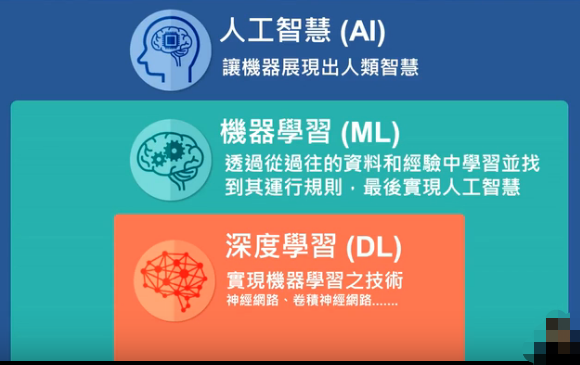 人工智慧 (AI)
讓機器展現出人類智慧
機器學習 (ML)
透過從過往的資料和經驗中學習並找
到其運行規則，最後實現人工智慧
深度學習 (DL)
實現機器學習之技術
神經網路、卷積神經網路.......